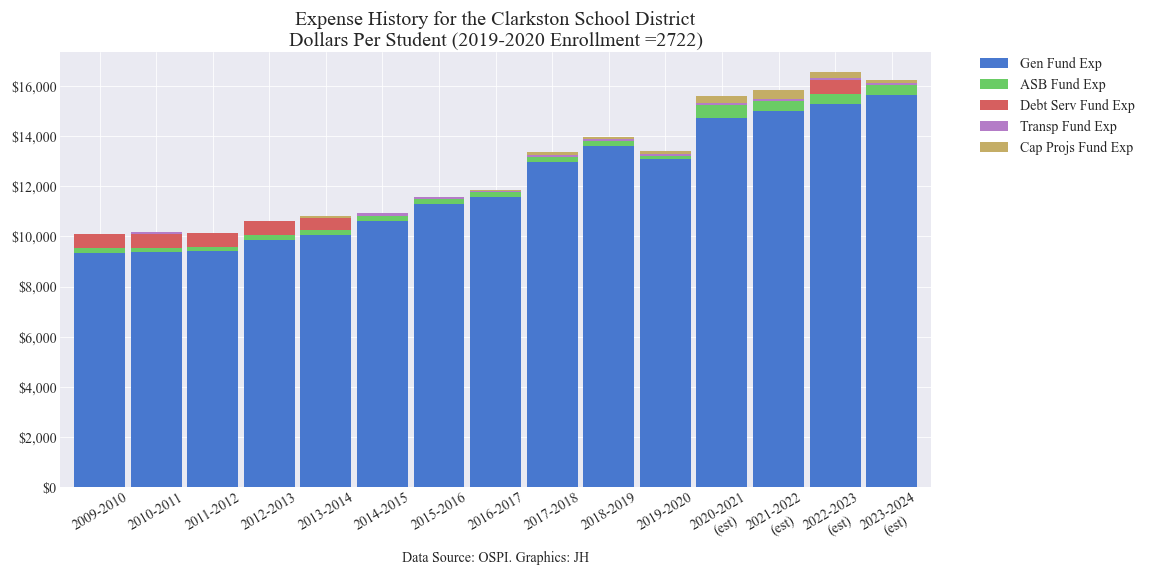 Expense History for the Clarkston School District
Dollars Per Student (2019-2020 Enrollment =2722)
Gen Fund Exp
ASB Fund Exp
Debt Serv Fund Exp
Transp Fund Exp
Cap Projs Fund Exp
$16,000
$14,000
$12,000
$10,000
$8,000
$6,000
$4,000
$2,000
$0
2009-2010
2010-2011
2011-2012
2012-2013
2013-2014
2014-2015
2015-2016
2016-2017
2017-2018
2018-2019
2019-2020
2020-2021
(est)
2021-2022
(est)
2022-2023
(est)
2023-2024
(est)
Data Source: OSPI. Graphics: JH